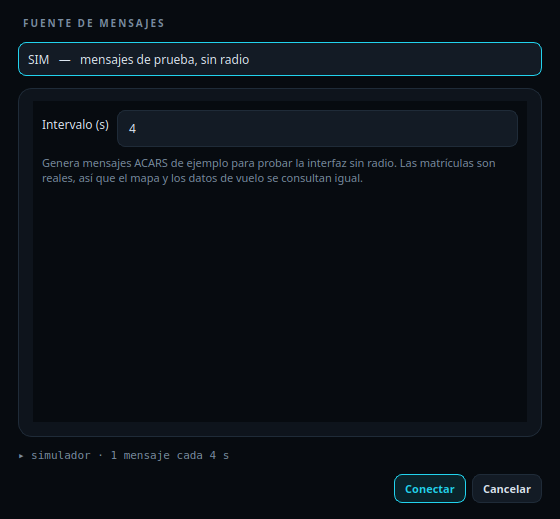 FUENTE DE MENSAJES
SIM — mensajes de prueba, sin radio
Intervalo (s) 4
Genera mensajes ACARS de ejemplo para probar la interfaz sin radio. Las matrículas son
reales, así que el mapa y los datos de vuelo se consultan igual.
▸ simulador · 1 mensaje cada 4 s
Conectar Cancelar